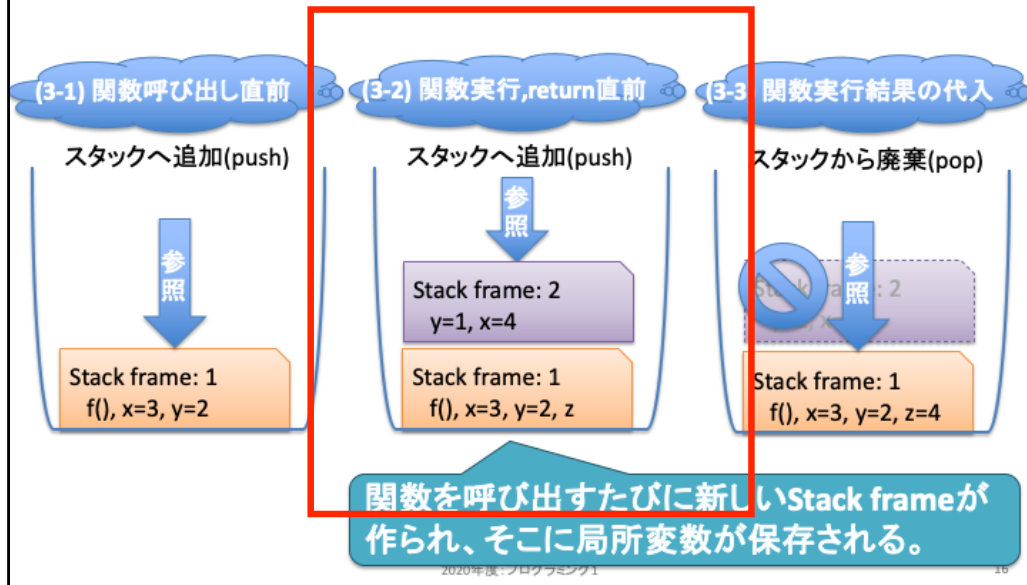 (3-1) 関数呼び出し直前
スタックへ追加(push)
参照
Stack frame: 1
f(), x=3, y=2
(3-2) 関数実行,return直前
スタックへ追加(push)
参照
Stack frame: 2
y=1, x=4
Stack frame: 1
f(), x=3, y=2, z
(3-3 関数実行結果の代入
スタックから廃棄(pop)
参照
Stack frame: 1
f(), x=3, y=2, z=4
関数を呼び出すたびに新しいStack frameが
作られ、そこに局所変数が保存される。
2020年度:プログラミング1
16